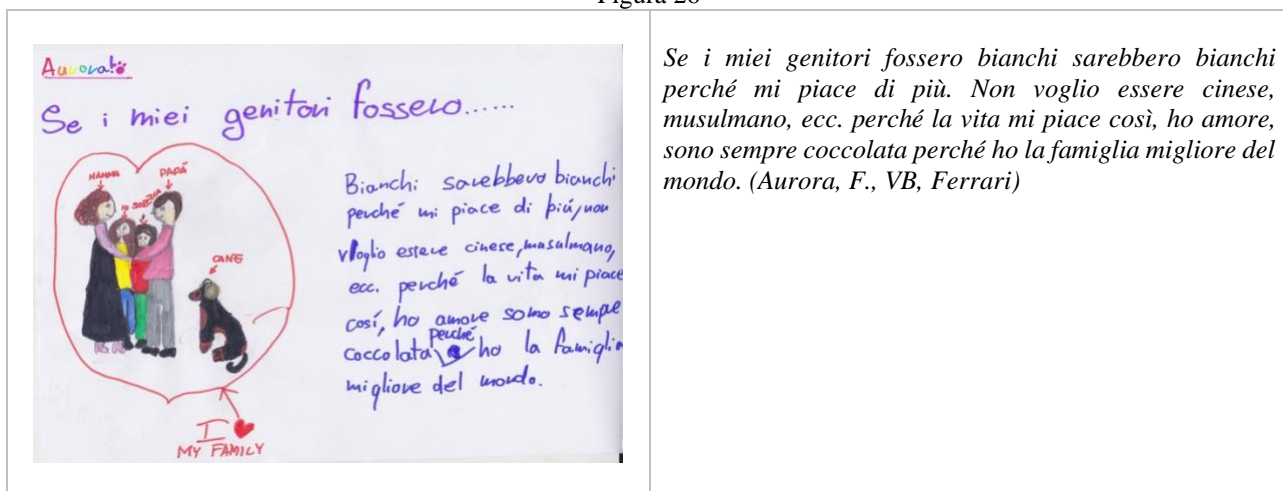 Figura 28
Aurora
Se i miei genitori fossero......
MAMMA
PAPÁ
IO
SORELLA
CANE
Bianchi sarebbero bianchi
perché mi piace di piú, non
voglio essere cinese, musulmano,
ecc. perché la vita mi piace
cosí, ho amore sono sempre
coccolata perché ho la famiglia
migliore del mondo.
I
MY FAMILY
Se i miei genitori fossero bianchi sarebbero bianchi
perché mi piace di più. Non voglio essere cinese,
musulmano, ecc. perché la vita mi piace così, ho amore,
sono sempre coccolata perché ho la famiglia migliore del
mondo. (Aurora, F., VB, Ferrari)